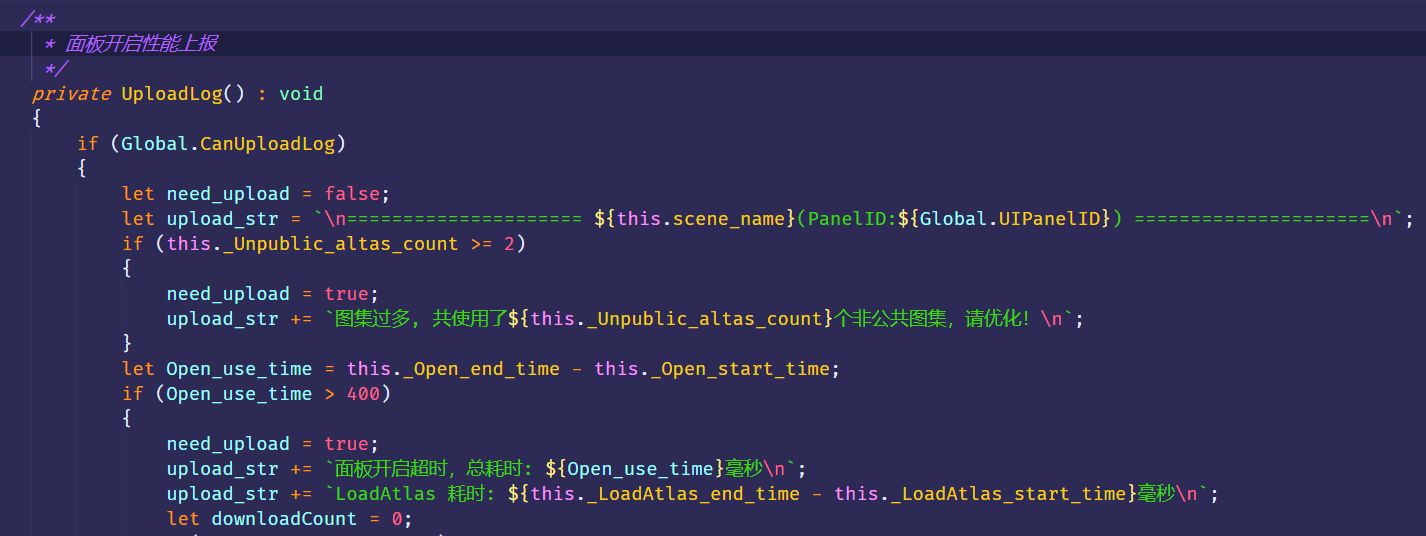 /**
* 面板开启性能上报
*/
private UploadLog() : void
{
if (Global.CanUploadLog)
{
let need_upload = false;
let upload_str = `\n===================== ${this.scene_name}(PanelID:${Global.UIPanelID}) =====================\n`;
if (this._Unpublic_altas_count >= 2)
{
need_upload = true;
upload_str += `图集过多, 共使用了${this._Unpublic_altas_count}个非公共图集，请优化! \n`;
}
let Open_use_time = this._Open_end_time - this._Open_start_time;
if (Open_use_time > 400)
{
need_upload = true;
upload_str += `面板开启超时，总耗时: ${Open_use_time}毫秒\n`;
upload_str += `LoadAtlas 耗时: ${this._LoadAtlas_end_time - this._LoadAtlas_start_time}毫秒\n`;
let downloadCount = 0;